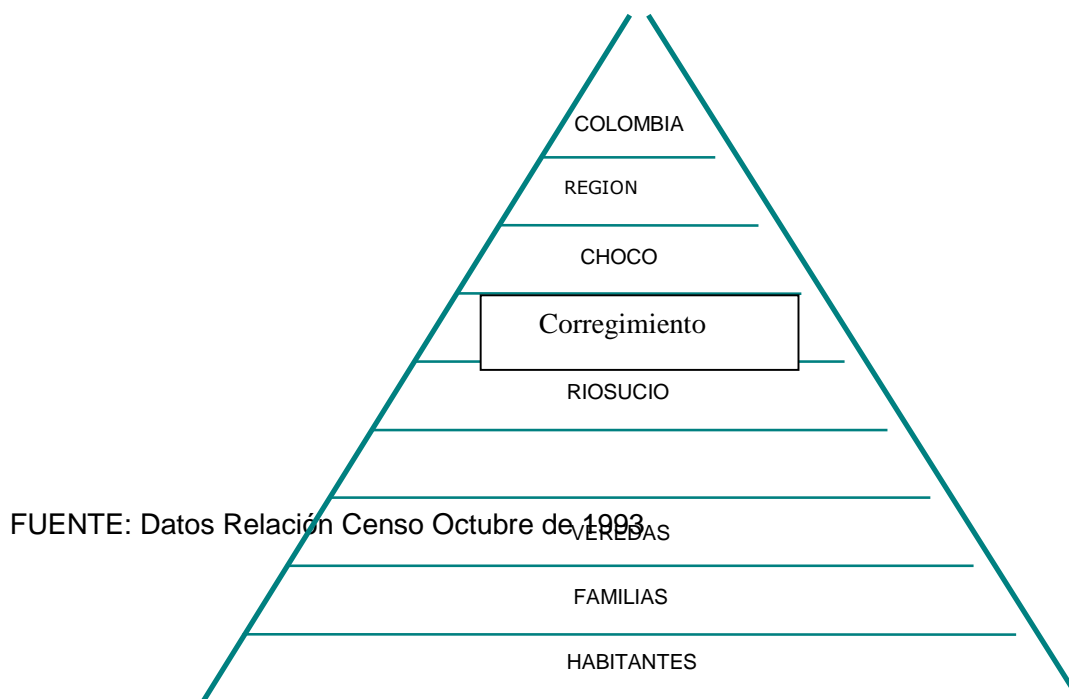 COLOMBIA
REGION
CHOCO
Corregimiento
RIOSUCIO
FUENTE: Datos Relación Censo Octubre de 1993
VEREDAS
FAMILIAS
HABITANTES